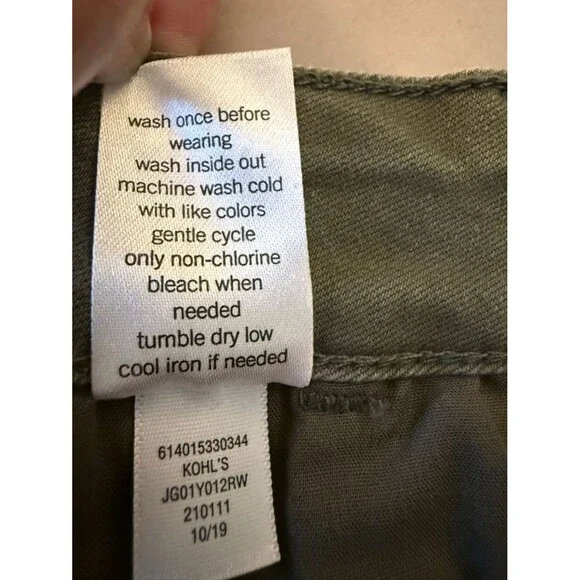 wash once before
wearing
wash inside out
machine wash cold
with like colors
gentle cycle
only non-chlorine
bleach when
needed
tumble dry low
cool iron if needed
614015330344
KOHL'S
JG01Y012RW
210111
10/19